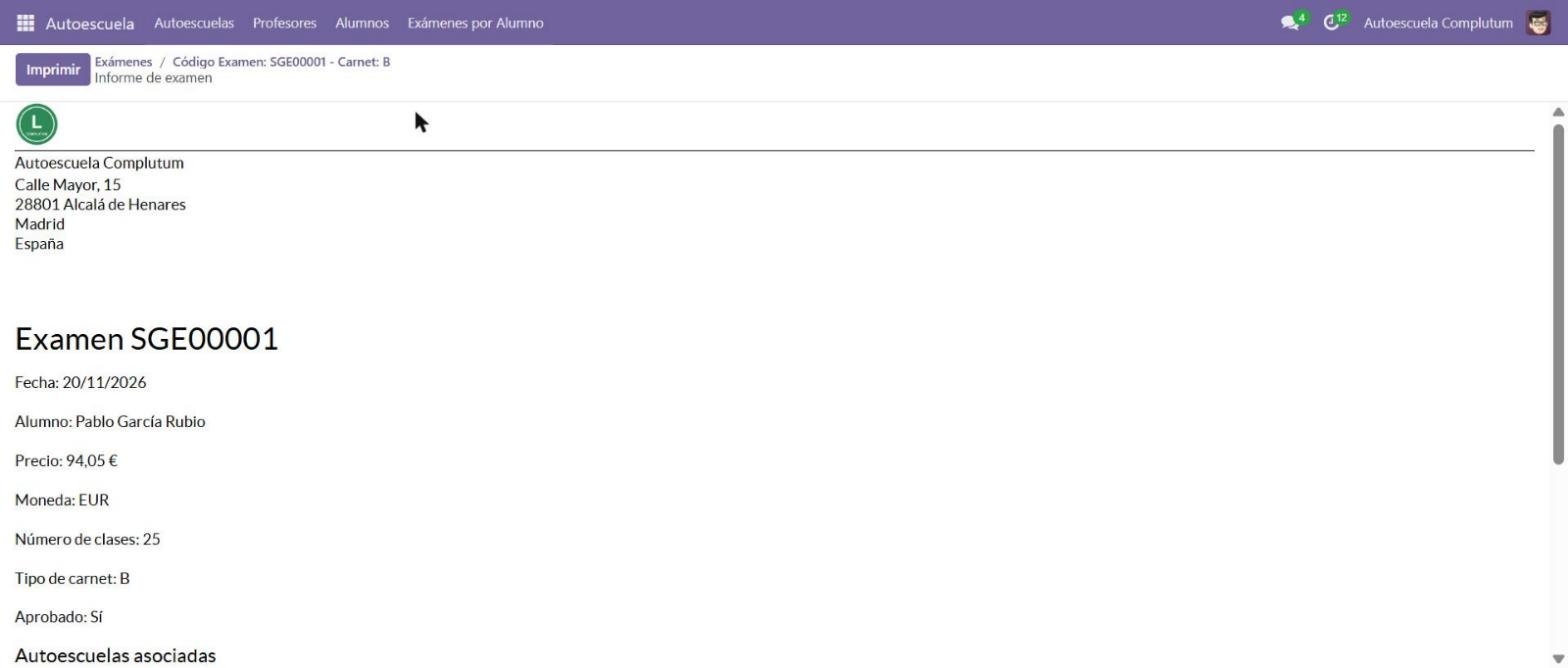 Autoescuela Autoescuelas Profesores Alumnos Exámenes por Alumno 4 12 Autoescuela Complutum
Imprimir Exámenes / Código Examen: SGE00001 - Carnet: B
Informe de examen
L
Autoescuela Complutum
Calle Mayor, 15
28801 Alcalá de Henares
Madrid
España
Examen SGE00001
Fecha: 20/11/2026
Alumno: Pablo García Rubio
Precio: 94,05 €
Moneda: EUR
Número de clases: 25
Tipo de carnet: B
Aprobado: Sí
Autoescuelas asociadas